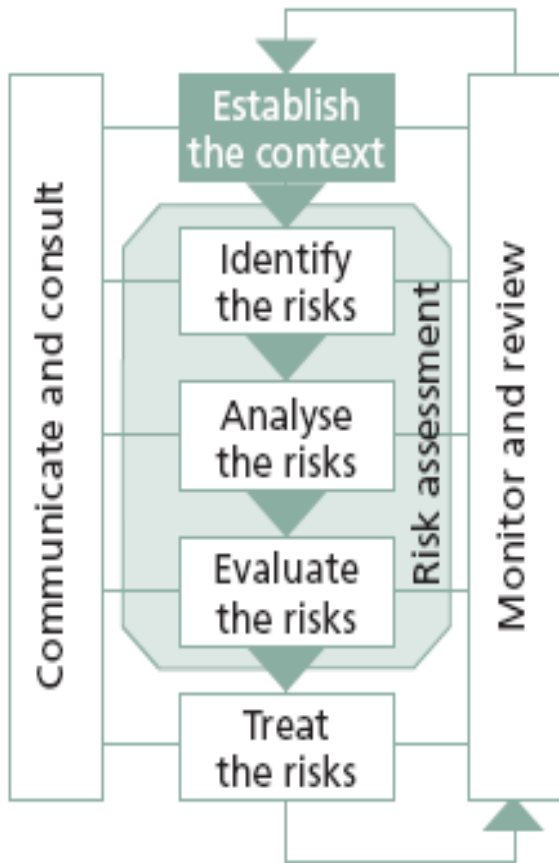 Establish
the context
Communicate and consult
Identify
the risks
Analyse
the risks
Evaluate
the risks
Risk assessment
Monitor and review
Treat
the risks